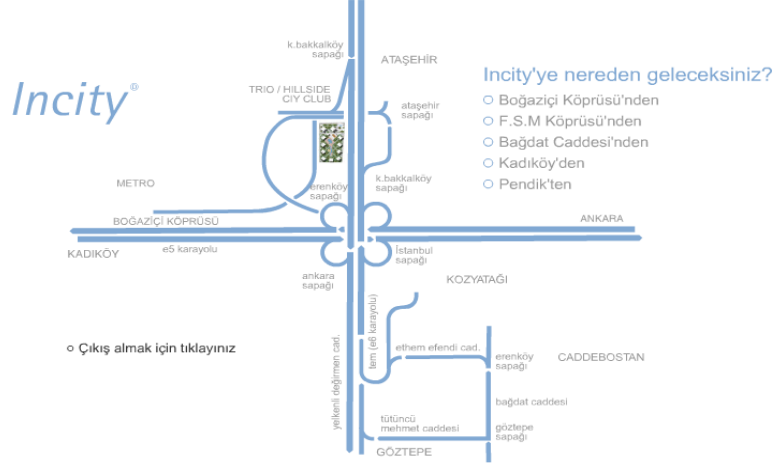 k.bakkalköy
sapağı
ATAŞEHİR
Incity'ye nereden geleceksiniz?
Incity®
TRIO / HILLSIDE
CIY CLUB
ataşehir
sapağı
Boğaziçi Köprüsü'nden
F.S.M Köprüsü'nden
Bağdat Caddesi'nden
Kadıköy'den
Pendik'ten
METRO
erenköy
sapağı
k.bakkalköy
sapağı
BOĞAZİÇİ KÖPRÜSÜ
ANKARA
KADIKÖY
e5 karayolu
İstanbul
sapağı
ankara
sapağı
KOZYATAĞI
yelkenli değirmen cad.
tem (e6 karayolu)
Çıkış almak için tıklayınız
ethem efendi cad.
erenköy
sapağı
CADDEBOSTAN
bağdat caddesi
tütüncü
mehmet caddesi
göztepe
sapağı
GÖZTEPE